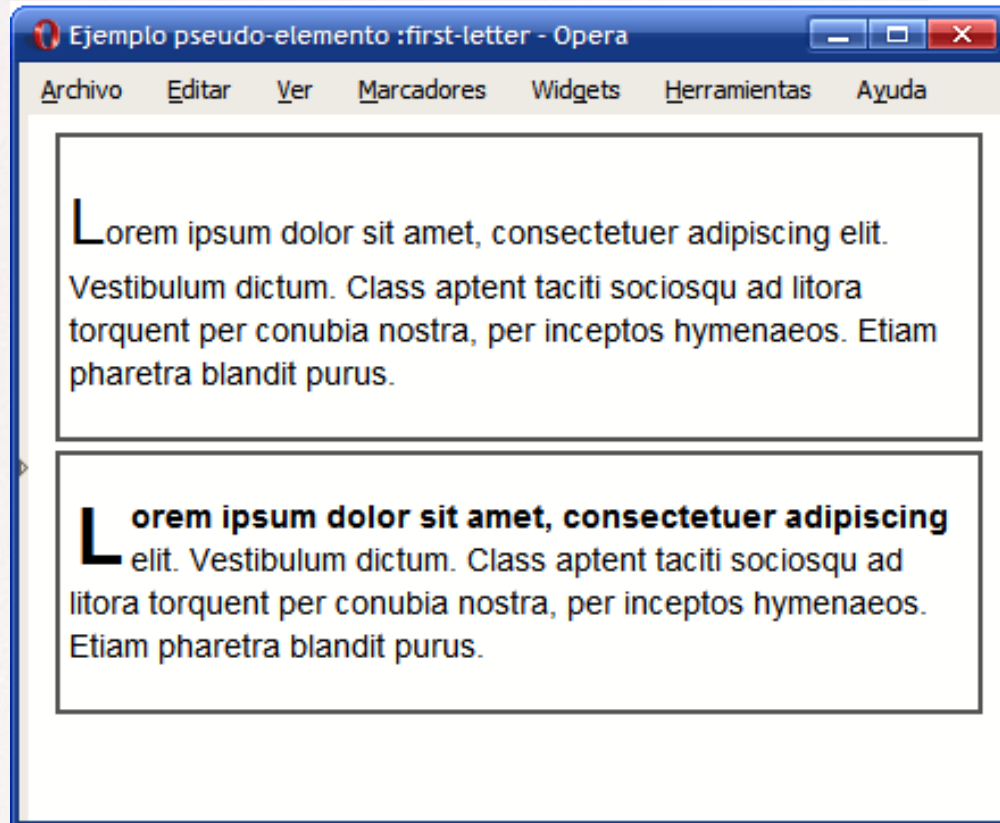 Ejemplo pseudo-elemento :first-letter - Opera
Archivo Editar Ver Marcadores Widgets Herramientas Ayuda
Lorem ipsum dolor sit amet, consectetuer adipiscing elit.
Vestibulum dictum. Class aptent taciti sociosqu ad litora
torquent per conubia nostra, per inceptos hymenaeos. Etiam
pharetra blandit purus.
Lorem ipsum dolor sit amet, consectetuer adipiscing
elit. Vestibulum dictum. Class aptent taciti sociosqu ad
litora torquent per conubia nostra, per inceptos hymenaeos.
Etiam pharetra blandit purus.